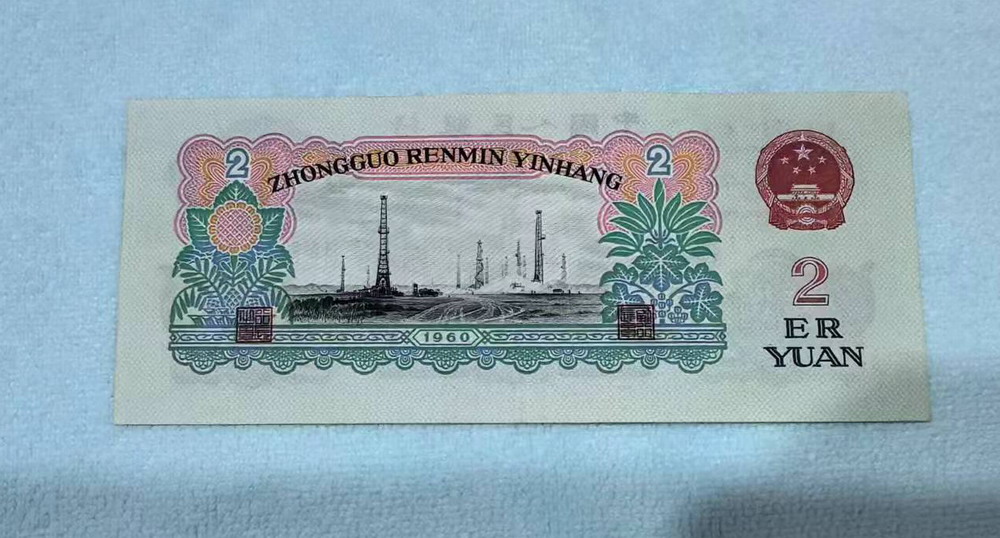 2
2
ZHONGGUO RENMIN YINHANG
1960
2
ER
YUAN